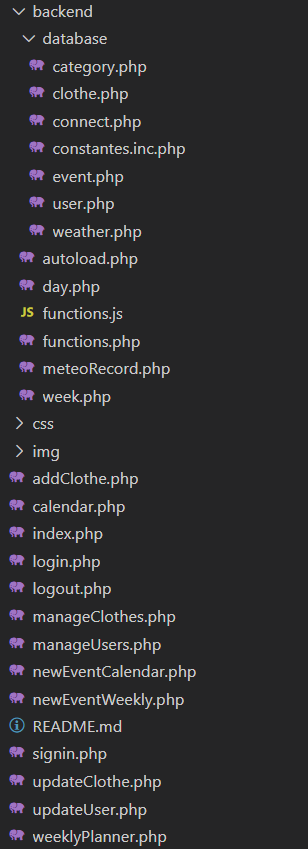 backend
database
category.php
clothe.php
connect.php
constantes.inc.php
event.php
user.php
weather.php
autoload.php
day.php
JS functions.js
functions.php
meteoRecord.php
week.php
css
img
addClothe.php
calendar.php
index.php
login.php
logout.php
manageClothes.php
manageUsers.php
newEventCalendar.php
newEventWeekly.php
README.md
signin.php
updateClothe.php
updateUser.php
weeklyPlanner.php